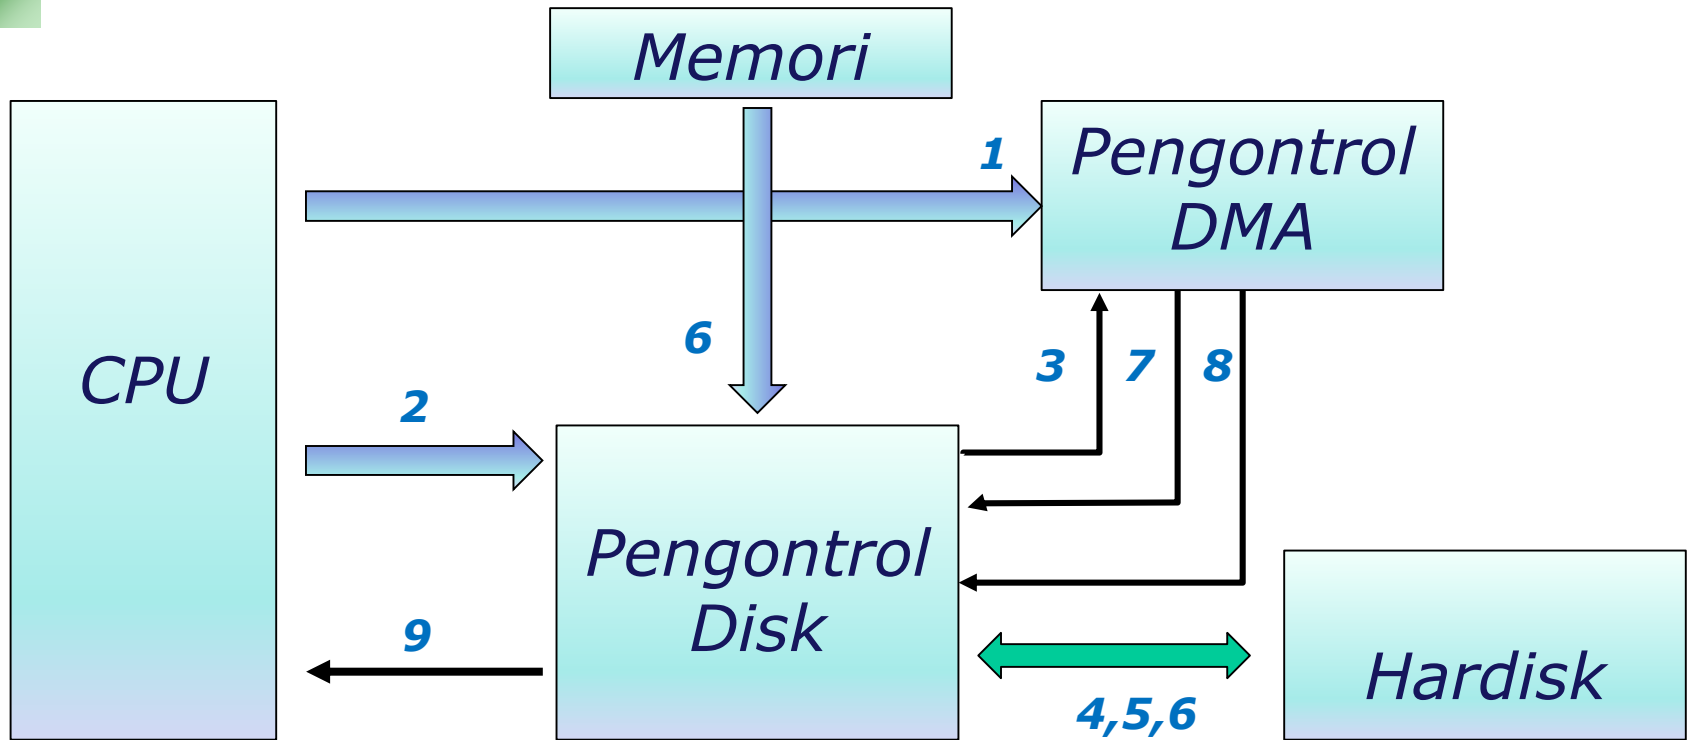 Memori
Pengontrol
DMA
1
CPU
6
3
7
8
2
Pengontrol
Disk
9
Hardisk
4,5,6